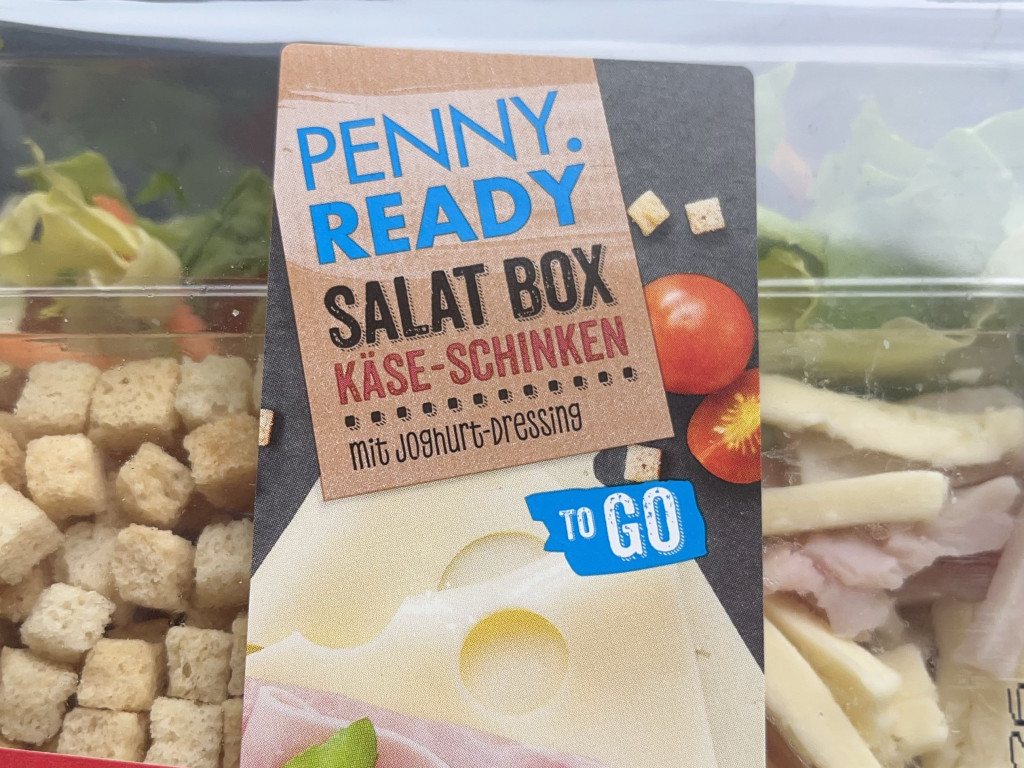 PENNY.
READY
SALAT BOX
KÄSE-SCHINKEN
mit Joghurt-Dressing
TO GO